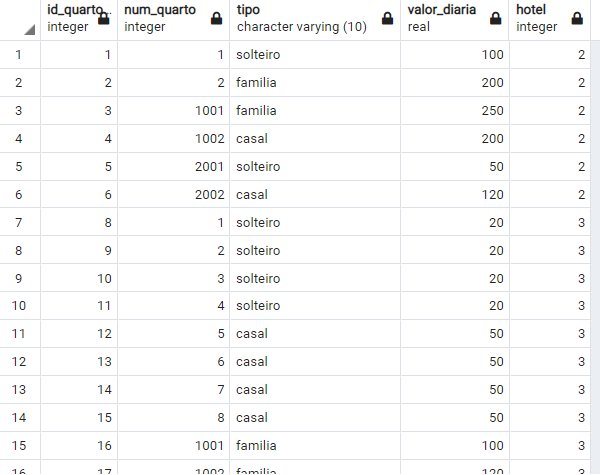 id_quarto... num_quarto tipo valor_diaria hotel
integer integer character varying (10) real integer
1 1 1 solteiro 100 2
2 2 2 familia 200 2
3 3 1001 familia 250 2
4 4 1002 casal 200 2
5 5 2001 solteiro 50 2
6 6 2002 casal 120 2
7 8 1 solteiro 20 3
8 9 2 solteiro 20 3
9 10 3 solteiro 20 3
10 11 4 solteiro 20 3
11 12 5 casal 50 3
12 13 6 casal 50 3
13 14 7 casal 50 3
14 15 8 casal 50 3
15 16 1001 familia 100 3
16 17 1002 familia 120 3